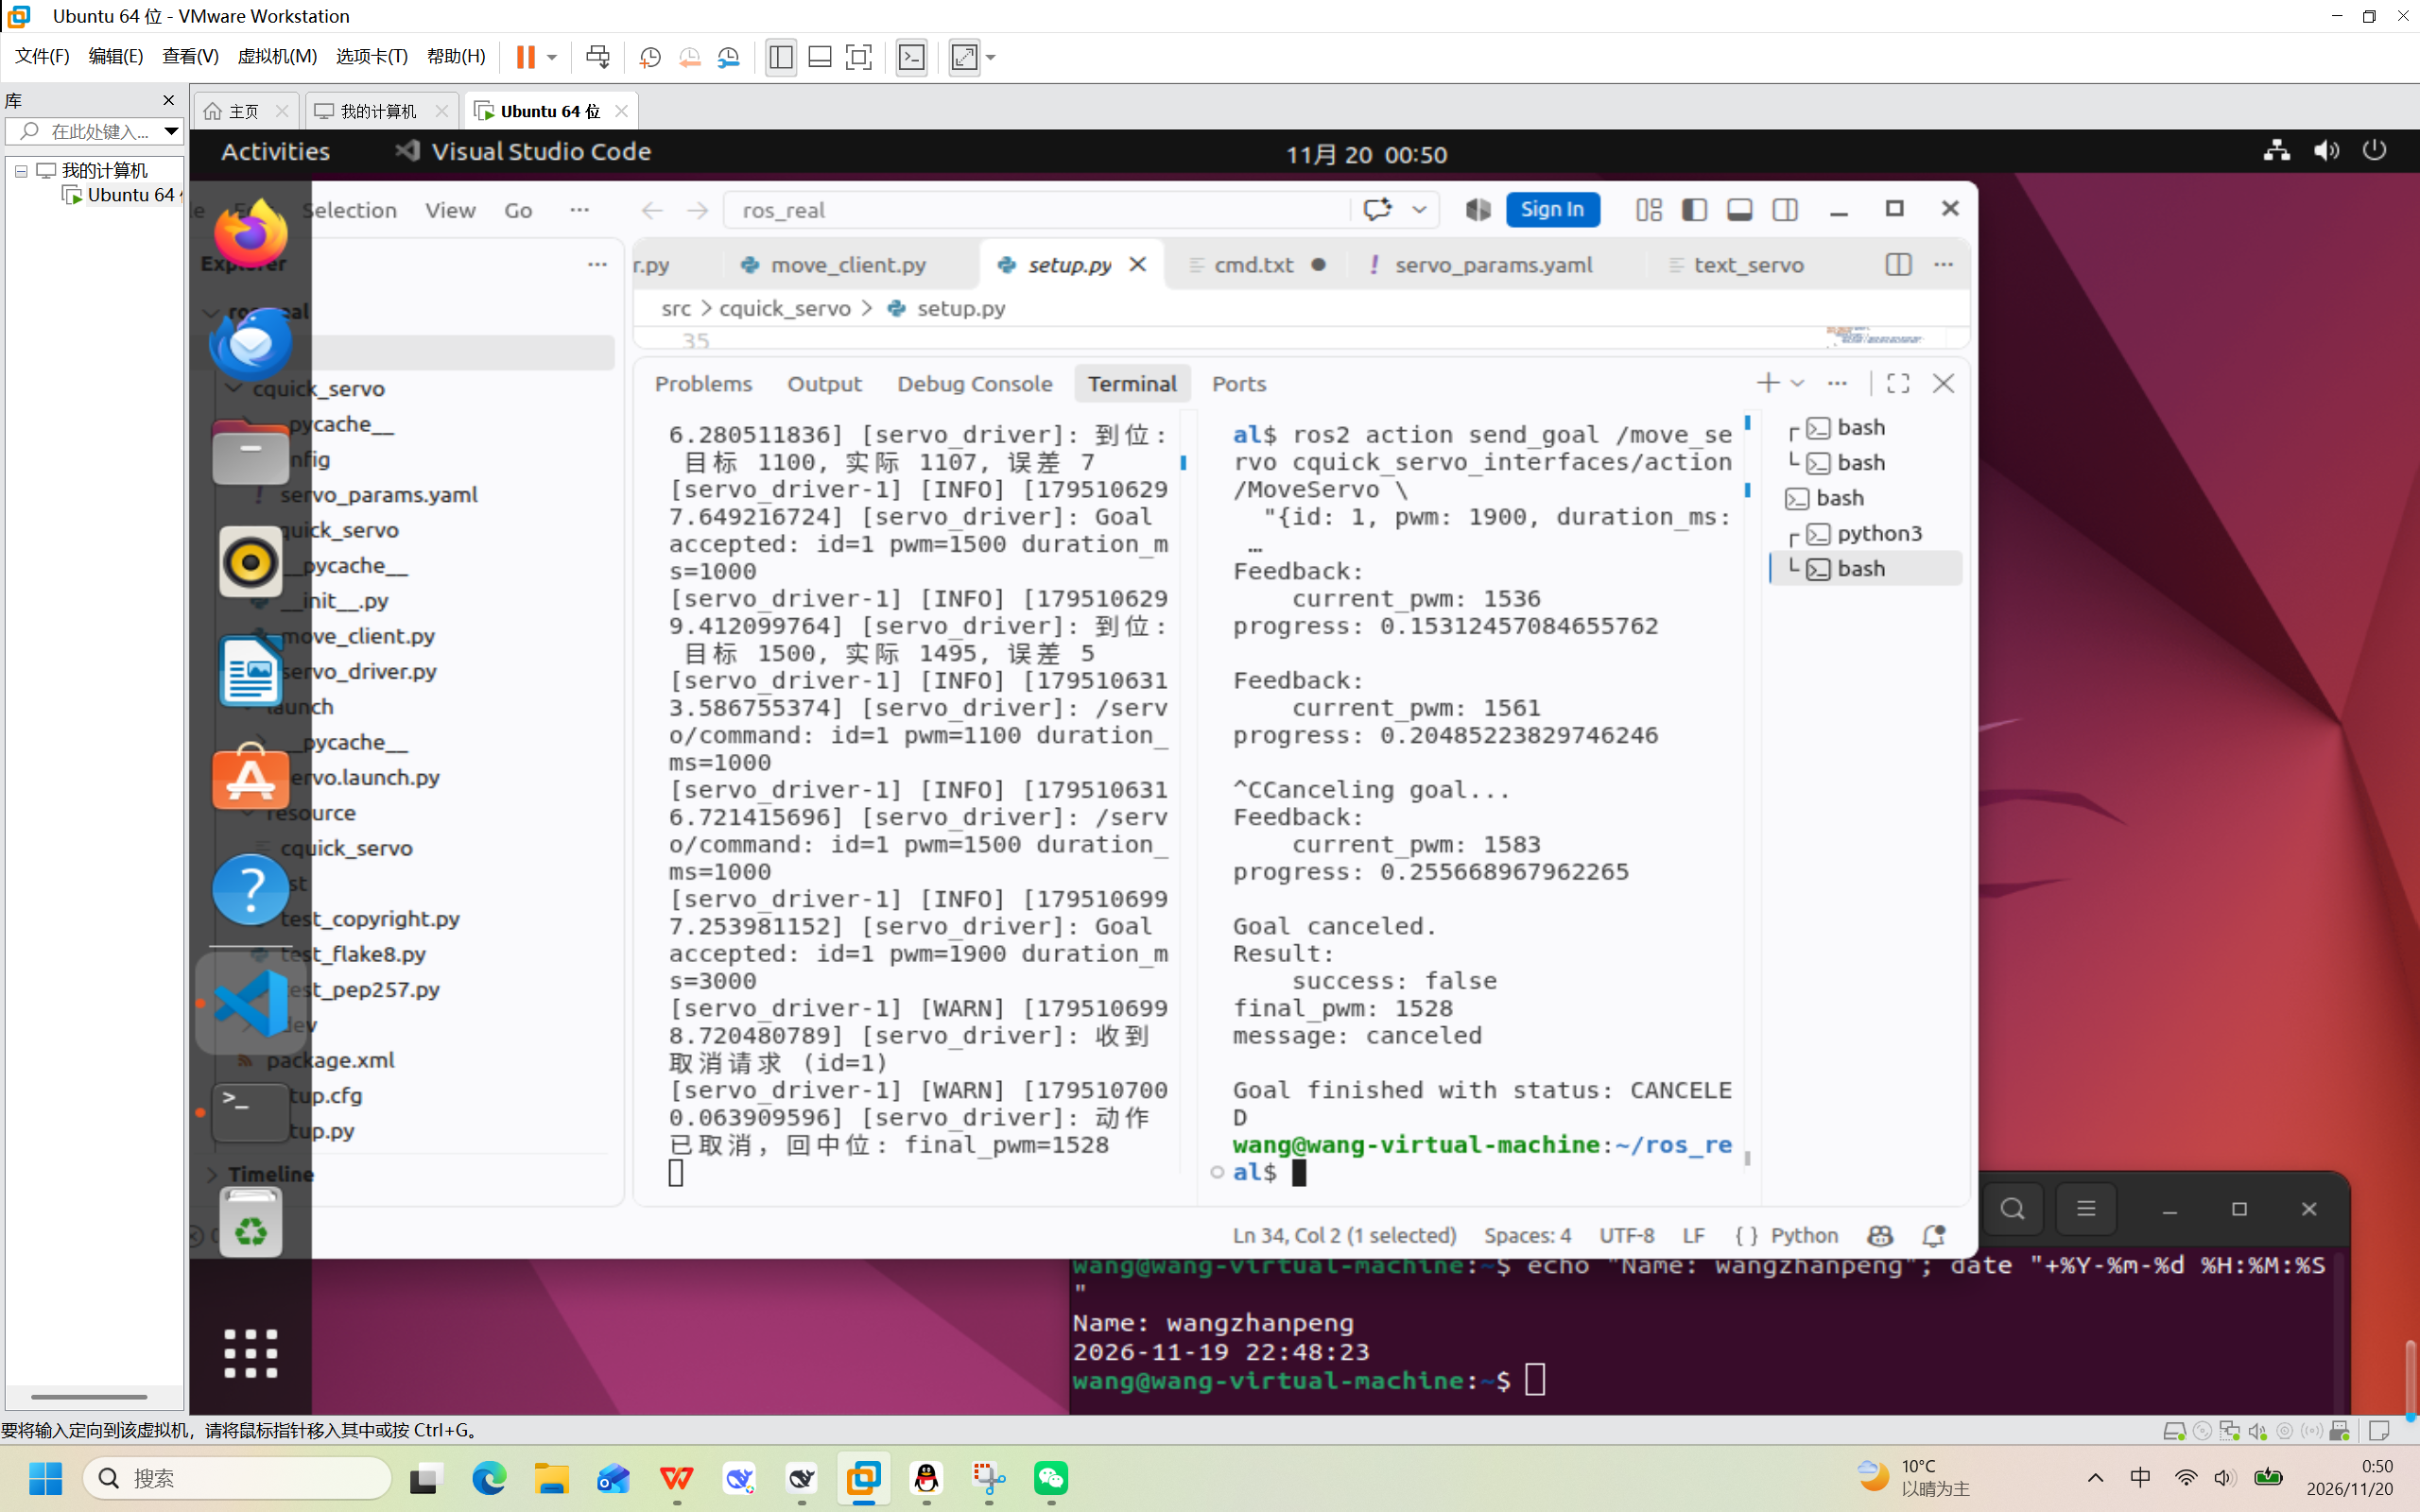 Ubuntu 64 位 - VMware Workstation
文件(F) 编辑(E) 查看(V) 虚拟机(M) 选项卡(T) 帮助(H)
库
在此处键入...
我的计算机
Ubuntu 64
主页 我的计算机 Ubuntu 64 位
Activities Visual Studio Code 11月 20 00:50
Selection View Go ··· ros_real Sign In
Explorer ···
cquick_servo
pycache__
servo_params.yaml
quick_servo
__pycache__
__init__.py
move_client.py
servo_driver.py
launch
__pycache__
ervo.launch.py
resource
cquick_servo
test_copyright.py
test_flake8.py
est_pep257.py
dev
package.xml
tup.cfg
tup.py
Timeline
r.py move_client.py setup.py cmd.txt servo_params.yaml text_servo
src > cquick_servo > setup.py
35
Problems Output Debug Console Terminal Ports
6.280511836] [servo_driver]: 到位:
目标 1100, 实际 1107, 误差 7
[servo_driver-1] [INFO] [179510629
7.649216724] [servo_driver]: Goal
accepted: id=1 pwm=1500 duration_m
s=1000
[servo_driver-1] [INFO] [179510629
9.412099764] [servo_driver]: 到位:
目标 1500, 实际 1495, 误差 5
[servo_driver-1] [INFO] [179510631
3.586755374] [servo_driver]: /serv
o/command: id=1 pwm=1100 duration_
ms=1000
[servo_driver-1] [INFO] [179510631
6.721415696] [servo_driver]: /serv
o/command: id=1 pwm=1500 duration_
ms=1000
[servo_driver-1] [INFO] [179510699
7.253981152] [servo_driver]: Goal
accepted: id=1 pwm=1900 duration_m
s=3000
[servo_driver-1] [WARN] [179510699
8.720480789] [servo_driver]: 收到
取消请求 (id=1)
[servo_driver-1] [WARN] [179510700
0.063909596] [servo_driver]: 动作
已取消，回中位: final_pwm=1528
al$ ros2 action send_goal /move_se
rvo cquick_servo_interfaces/action
/MoveServo \
"{id: 1, pwm: 1900, duration_ms:
…
Feedback:
current_pwm: 1536
progress: 0.15312457084655762
Feedback:
current_pwm: 1561
progress: 0.20485223829746246
^CCanceling goal...
Feedback:
current_pwm: 1583
progress: 0.255668967962265
Goal canceled.
Result:
success: false
final_pwm: 1528
message: canceled
Goal finished with status: CANCELE
D
wang@wang-virtual-machine:~/ros_re
al$
bash
bash
bash
python3
bash
Ln 34, Col 2 (1 selected) Spaces: 4 UTF-8 LF { } Python
wang@wang-virtual-machine:~$ echo "Name: wangzhanpeng"; date "+%Y-%m-%d %H:%M:%S
"
Name: wangzhanpeng
2026-11-19 22:48:23
wang@wang-virtual-machine:~$
要将输入定向到该虚拟机，请将鼠标指针移入其中或按 Ctrl+G。
搜索
10°C
以晴为主
中
0:50
2026/11/20